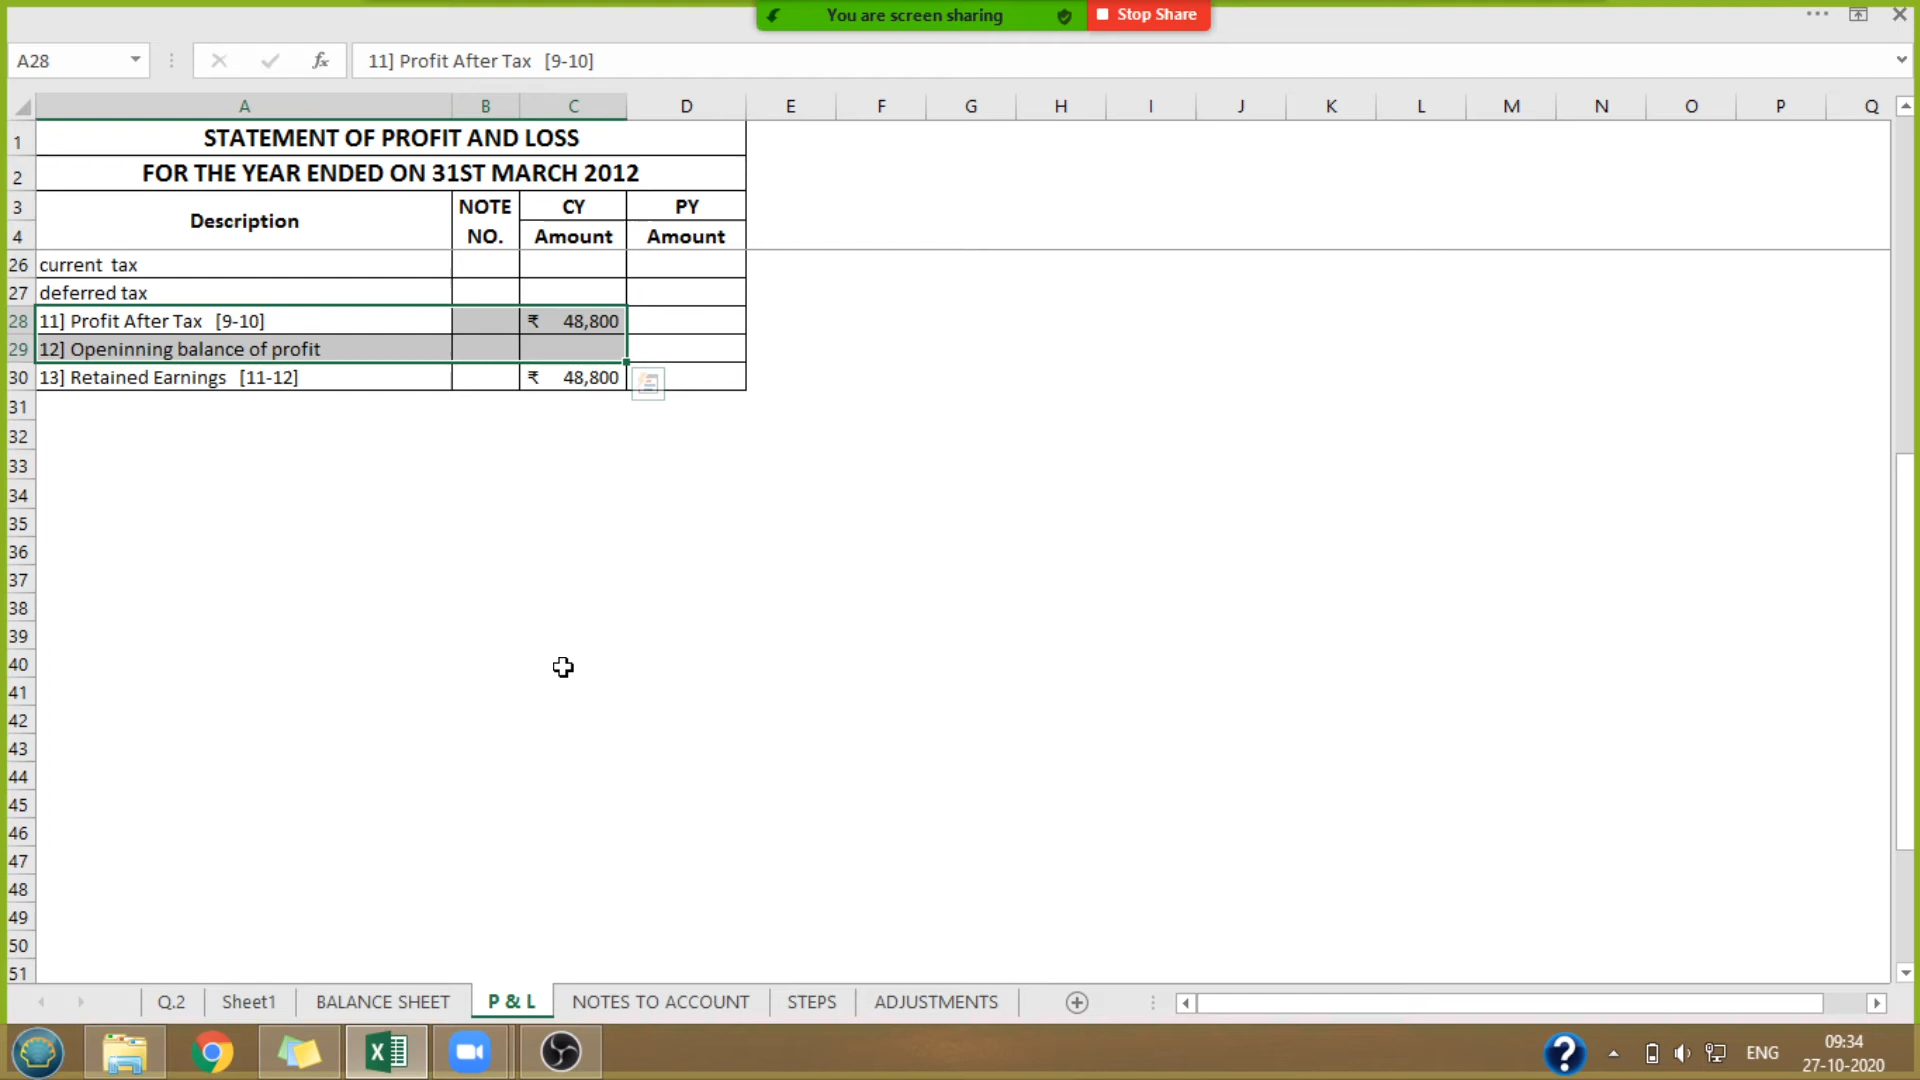 You are screen sharing
Stop Share
A28
fx
11] Profit After Tax [9-10]
A B C D E F G H I J K L M N O P Q
1 STATEMENT OF PROFIT AND LOSS
2 FOR THE YEAR ENDED ON 31ST MARCH 2012
3 Description NOTE CY PY
4 NO. Amount Amount
26 current tax
27 deferred tax
28 11] Profit After Tax [9-10] ₹ 48,800
29 12] Openinning balance of profit
30 13] Retained Earnings [11-12] ₹ 48,800
31
32
33
34
35
36
37
38
39
40
41
42
43
44
45
46
47
48
49
50
51
Q.2 Sheet1 BALANCE SHEET P & L NOTES TO ACCOUNT STEPS ADJUSTMENTS
ENG
09:34
27-10-2020